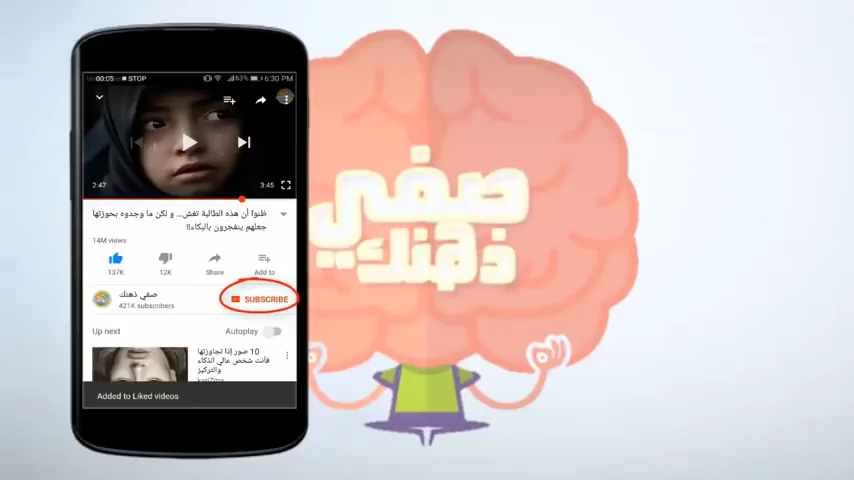 00:05 STOP
63% 6:30 PM
2:47
3:45
ظنوا أن هذه الطالبة تغش... و لكن ما وجدوه بحوزتها
جعلهم ينفجرون بالبكاء!!
14M views
137K
12K
Share
Add to
صفي ذهنك
421K subscribers
SUBSCRIBE
Up next
Autoplay
10 صور إذا تجاوزتها
فأنت شخص عالي الذكاء
والتركيز
Added to Liked videos
صفي
ذهنك